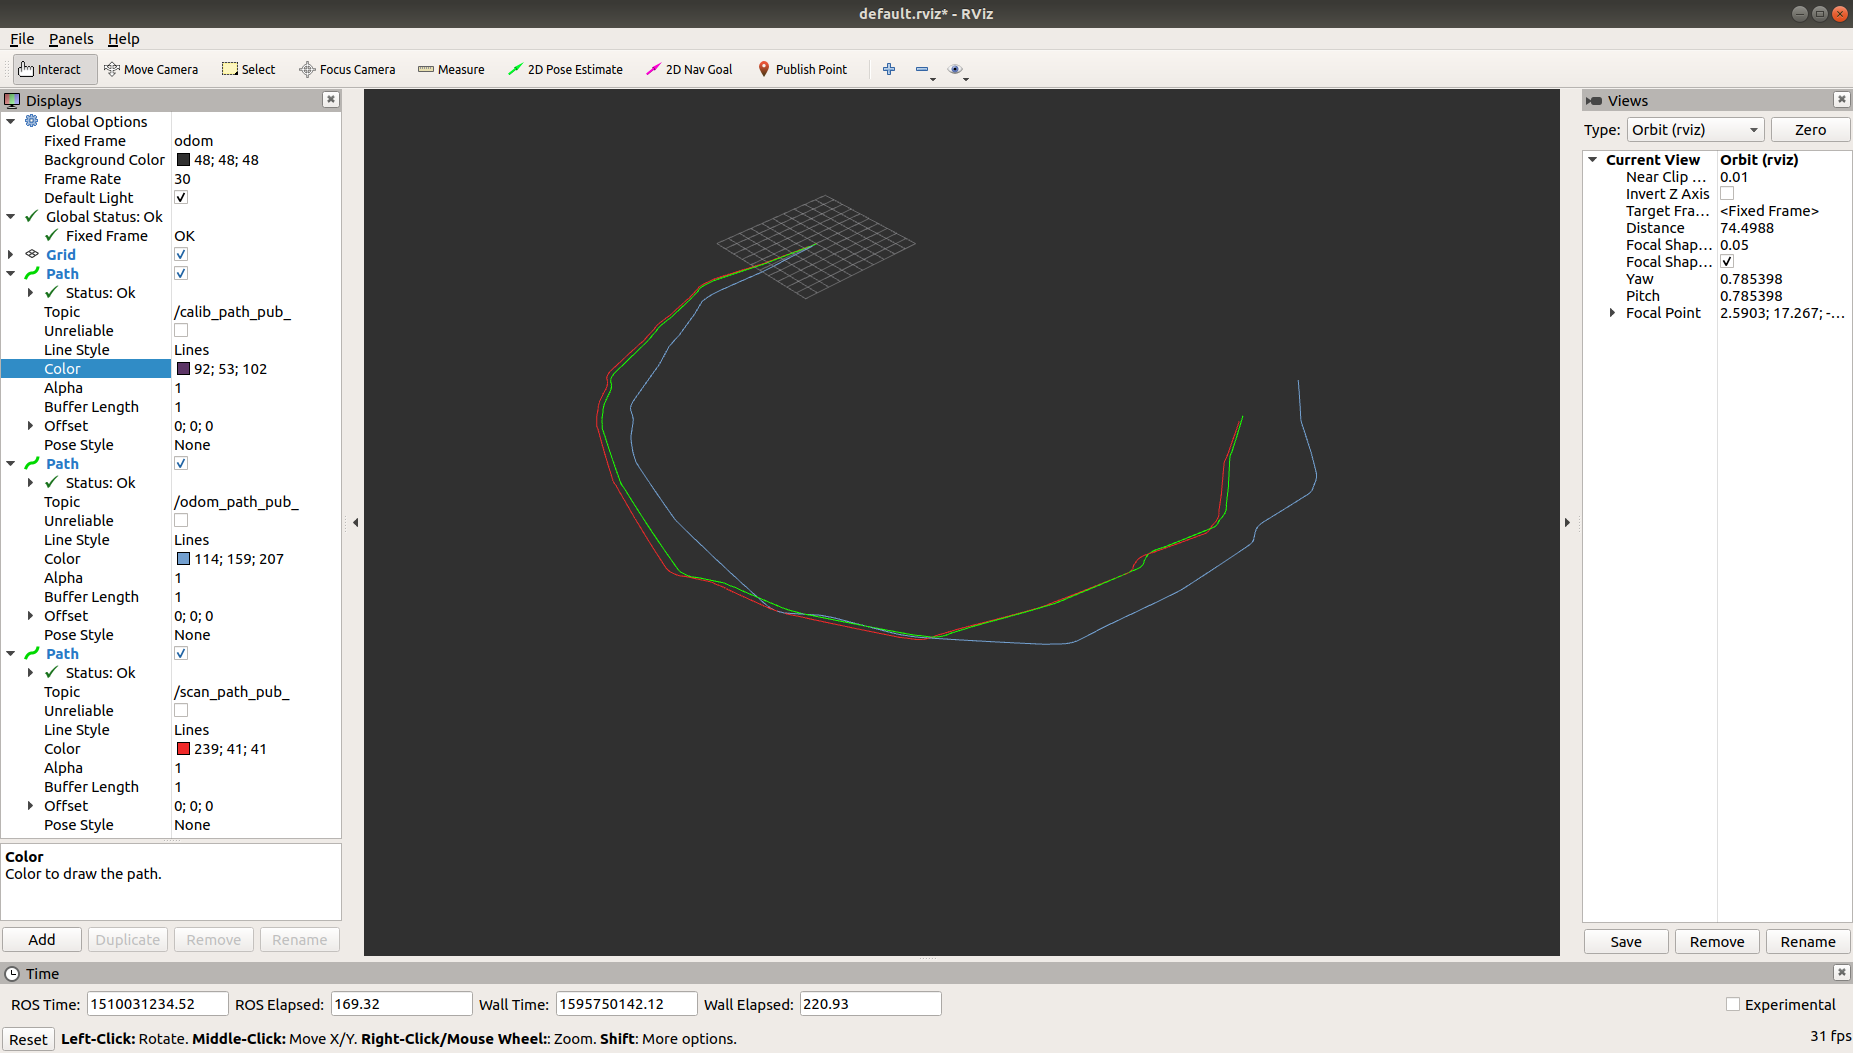 default.rviz* - RViz
File Panels Help
Interact Move Camera Select Focus Camera Measure 2D Pose Estimate 2D Nav Goal Publish Point
Displays
Global Options
Fixed Frame odom
Background Color 48; 48; 48
Frame Rate 30
Default Light
Global Status: Ok
Fixed Frame OK
Grid
Path
Status: Ok
Topic /calib_path_pub_
Unreliable
Line Style Lines
Color 92; 53; 102
Alpha 1
Buffer Length 1
Offset 0; 0; 0
Pose Style None
Path
Status: Ok
Topic /odom_path_pub_
Unreliable
Line Style Lines
Color 114; 159; 207
Alpha 1
Buffer Length 1
Offset 0; 0; 0
Pose Style None
Path
Status: Ok
Topic /scan_path_pub_
Unreliable
Line Style Lines
Color 239; 41; 41
Alpha 1
Buffer Length 1
Offset 0; 0; 0
Pose Style None
Color
Color to draw the path.
Add Duplicate Remove Rename
Views
Type: Orbit (rviz) Zero
Current View Orbit (rviz)
Near Clip ... 0.01
Invert Z Axis
Target Fra... <Fixed Frame>
Distance 74.4988
Focal Shap... 0.05
Focal Shap...
Yaw 0.785398
Pitch 0.785398
Focal Point 2.5903; 17.267; -...
Save Remove Rename
Time
ROS Time: 1510031234.52 ROS Elapsed: 169.32 Wall Time: 1595750142.12 Wall Elapsed: 220.93 Experimental
Reset Left-Click: Rotate. Middle-Click: Move X/Y. Right-Click/Mouse Wheel:: Zoom. Shift: More options. 31 fps